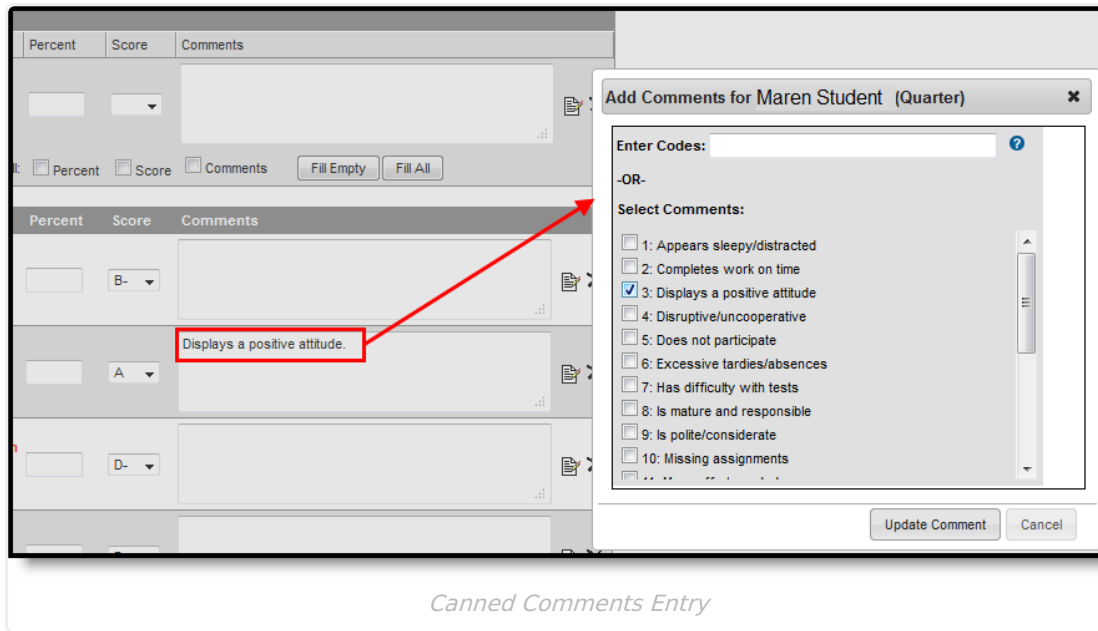 Percent Score Comments
Percent Score Comments Fill Empty Fill All
Percent Score Comments
B-
Displays a positive attitude.
A
D-
Add Comments for Maren Student (Quarter)
Enter Codes:
-OR-
Select Comments:
1: Appears sleepy/distracted
2: Completes work on time
3: Displays a positive attitude
4: Disruptive/uncooperative
5: Does not participate
6: Excessive tardies/absences
7: Has difficulty with tests
8: Is mature and responsible
9: Is polite/considerate
10: Missing assignments
Update Comment Cancel
Canned Comments Entry